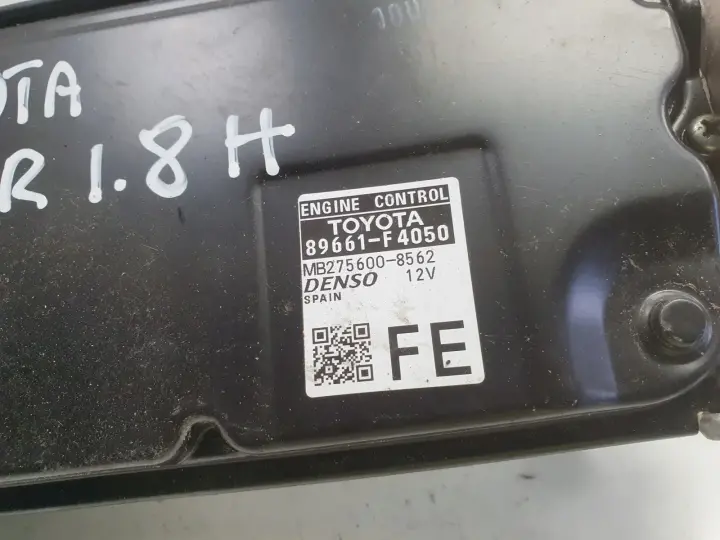 OTA
R 1.8 H
ENGINE CONTROL
TOYOTA
89661-F4050
MB275600-8562
DENSO 12V
SPAIN
FE